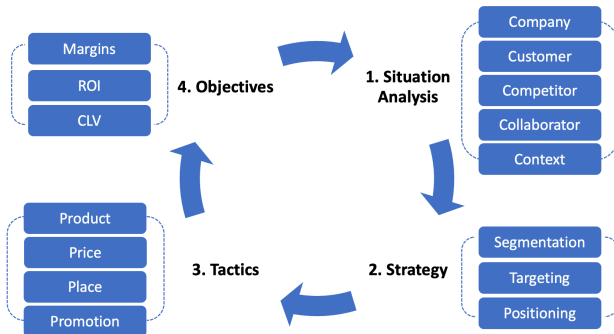 Margins
ROI
CLV
4. Objectives
1. Situation
Analysis
Company
Customer
Competitor
Collaborator
Context
Product
Price
Place
Promotion
3. Tactics
2. Strategy
Segmentation
Targeting
Positioning